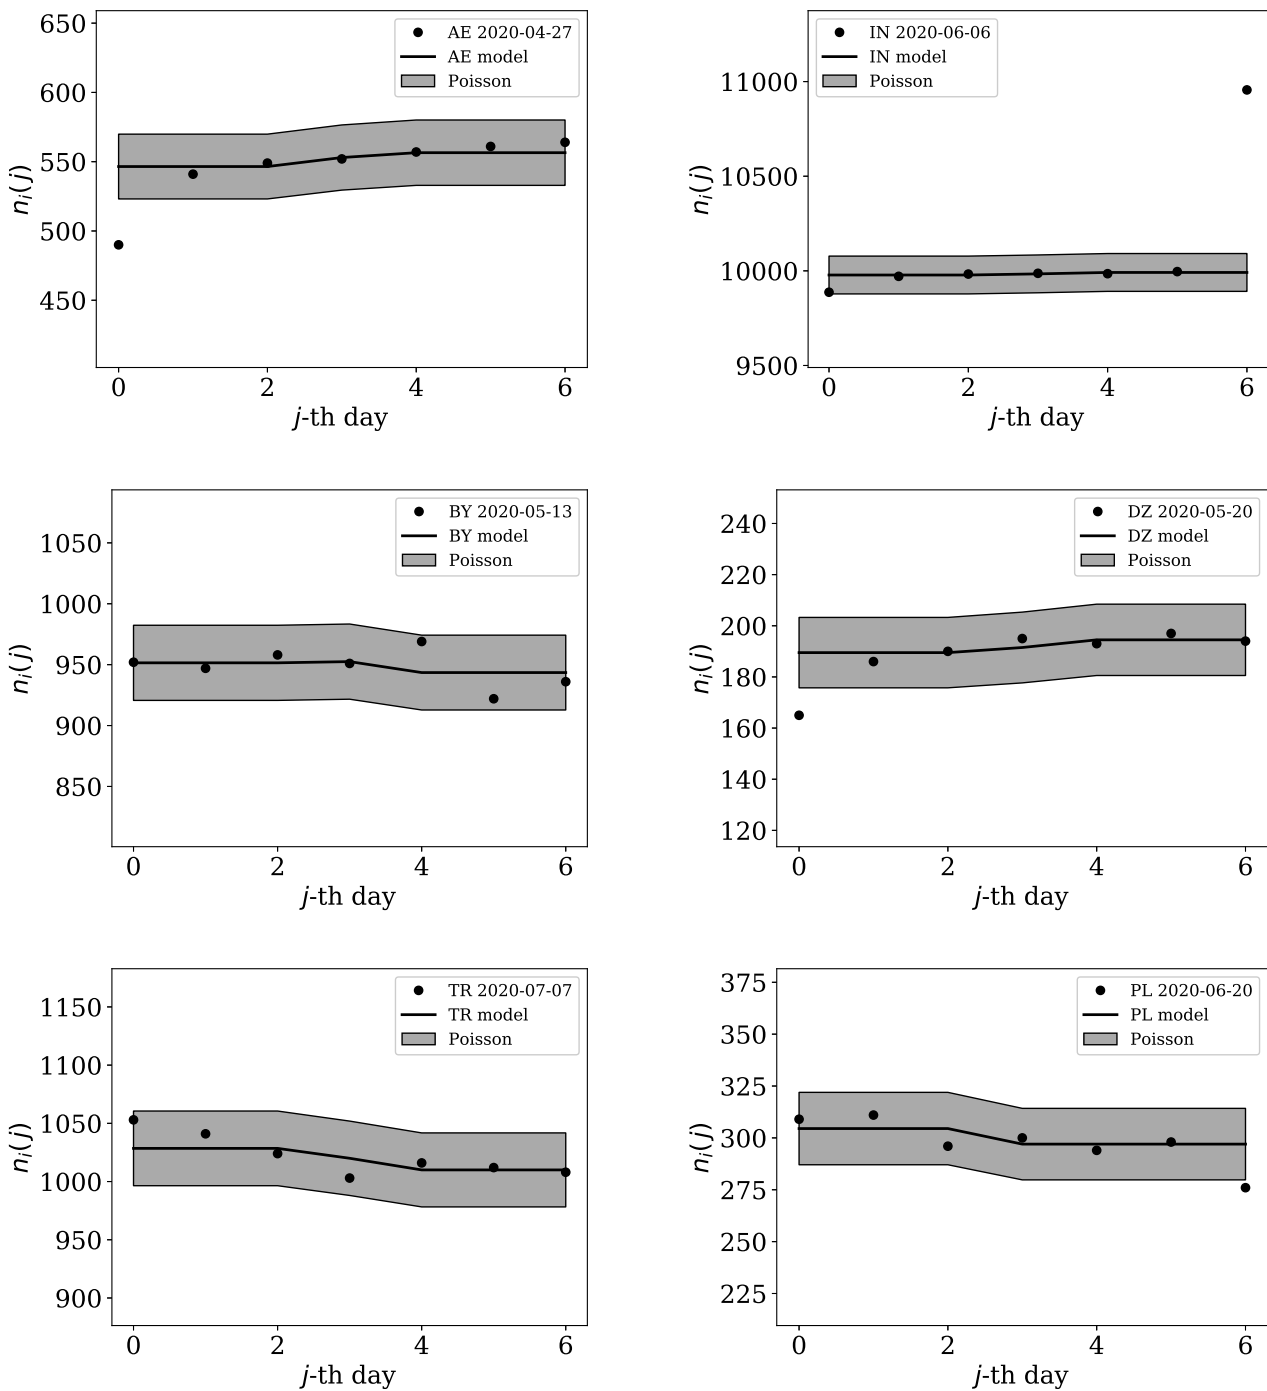 650
600
550
500
450
n_i(j)
0 2 4 6
j-th day
AE 2020-04-27
AE model
Poisson
11000
10500
10000
9500
n_i(j)
0 2 4 6
j-th day
IN 2020-06-06
IN model
Poisson
1050
1000
950
900
850
n_i(j)
0 2 4 6
j-th day
BY 2020-05-13
BY model
Poisson
240
220
200
180
160
140
120
n_i(j)
0 2 4 6
j-th day
DZ 2020-05-20
DZ model
Poisson
1150
1100
1050
1000
950
900
n_i(j)
0 2 4 6
j-th day
TR 2020-07-07
TR model
Poisson
375
350
325
300
275
250
225
n_i(j)
0 2 4 6
j-th day
PL 2020-06-20
PL model
Poisson